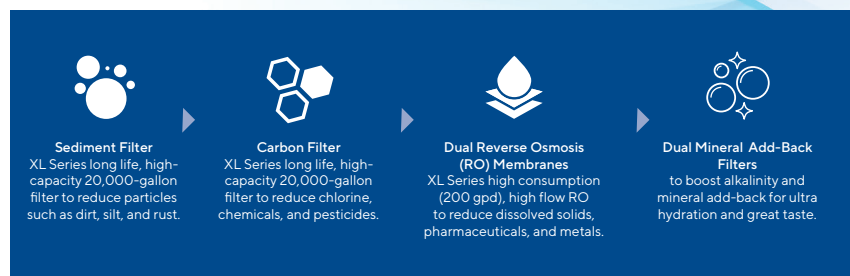 Sediment Filter
XL Series long life, high-
capacity 20,000-gallon
filter to reduce particles
such as dirt, silt, and rust.
Carbon Filter
XL Series long life, high-
capacity 20,000-gallon
filter to reduce chlorine,
chemicals, and pesticides.
Dual Reverse Osmosis
(RO) Membranes
XL Series high consumption
(200 gpd), high flow RO
to reduce dissolved solids,
pharmaceuticals, and metals.
Dual Mineral Add-Back
Filters
to boost alkalinity and
mineral add-back for ultra
hydration and great taste.